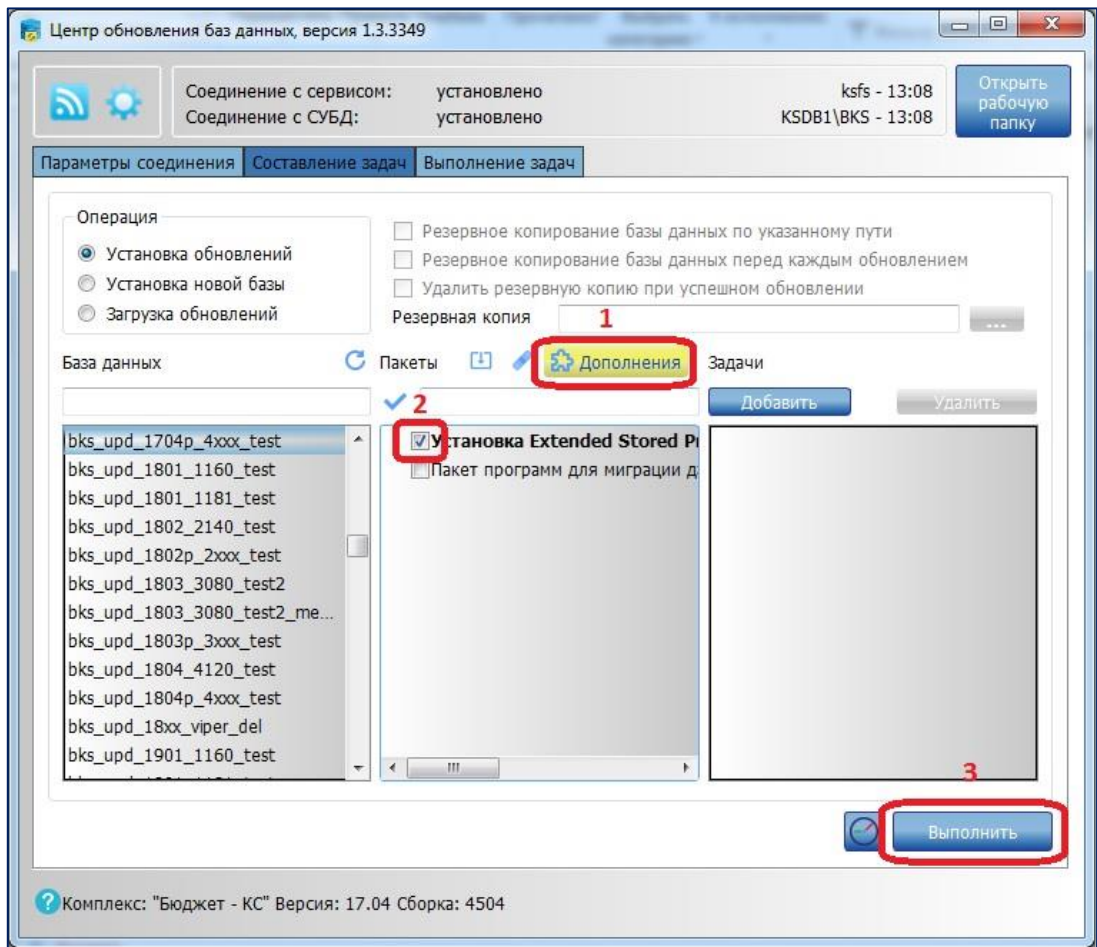 Центр обновления баз данных, версия 1.3.3349
Соединение с сервисом: установлено ksfs - 13:08
Соединение с СУБД: установлено KSDB1\BKS - 13:08
Открыть
рабочую
папку
Параметры соединения Составление задач Выполнение задач
Операция
Установка обновлений
Установка новой базы
Загрузка обновлений
Резервное копирование базы данных по указанному пути
Резервное копирование базы данных перед каждым обновлением
Удалить резервную копию при успешном обновлении
Резервная копия ...
1
База данных Пакеты Дополнения Задачи
2
Добавить Удалить
bks_upd_1704p_4xxx_test
bks_upd_1801_1160_test
bks_upd_1801_1181_test
bks_upd_1802_2140_test
bks_upd_1802p_2xxx_test
bks_upd_1803_3080_test2
bks_upd_1803_3080_test2_me...
bks_upd_1803p_3xxx_test
bks_upd_1804_4120_test
bks_upd_1804p_4xxx_test
bks_upd_18xx_viper_del
bks_upd_1901_1160_test
Установка Extended Stored
Пакет программ для миграции
3
Выполнить
Комплекс: "Бюджет - КС" Версия: 17.04 Сборка: 4504